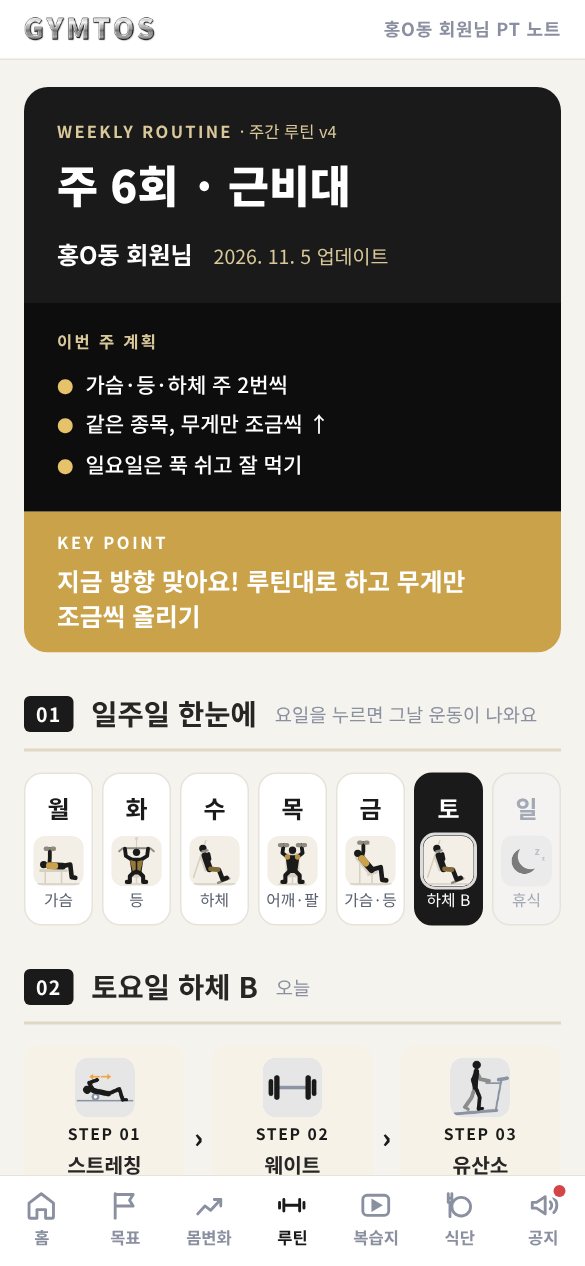 GYMTOS
홍O동 회원님 PT 노트
WEEKLY ROUTINE · 주간 루틴 v4
주 6회 · 근비대
홍O동 회원님 2026. 11. 5 업데이트
이번 주 계획
가슴·등·하체 주 2번씩
같은 종목, 무게만 조금씩 ↑
일요일은 푹 쉬고 잘 먹기
KEY POINT
지금 방향 맞아요! 루틴대로 하고 무게만
조금씩 올리기
01 일주일 한눈에 요일을 누르면 그날 운동이 나와요
월 화 수 목 금 토 일
z z
가슴 등 하체 어깨·팔 가슴·등 하체 B 휴식
02 토요일 하체 B 오늘
STEP 01 › STEP 02 › STEP 03
스트레칭 웨이트 유산소
홈 목표 몸변화 루틴 복습지 식단 공지